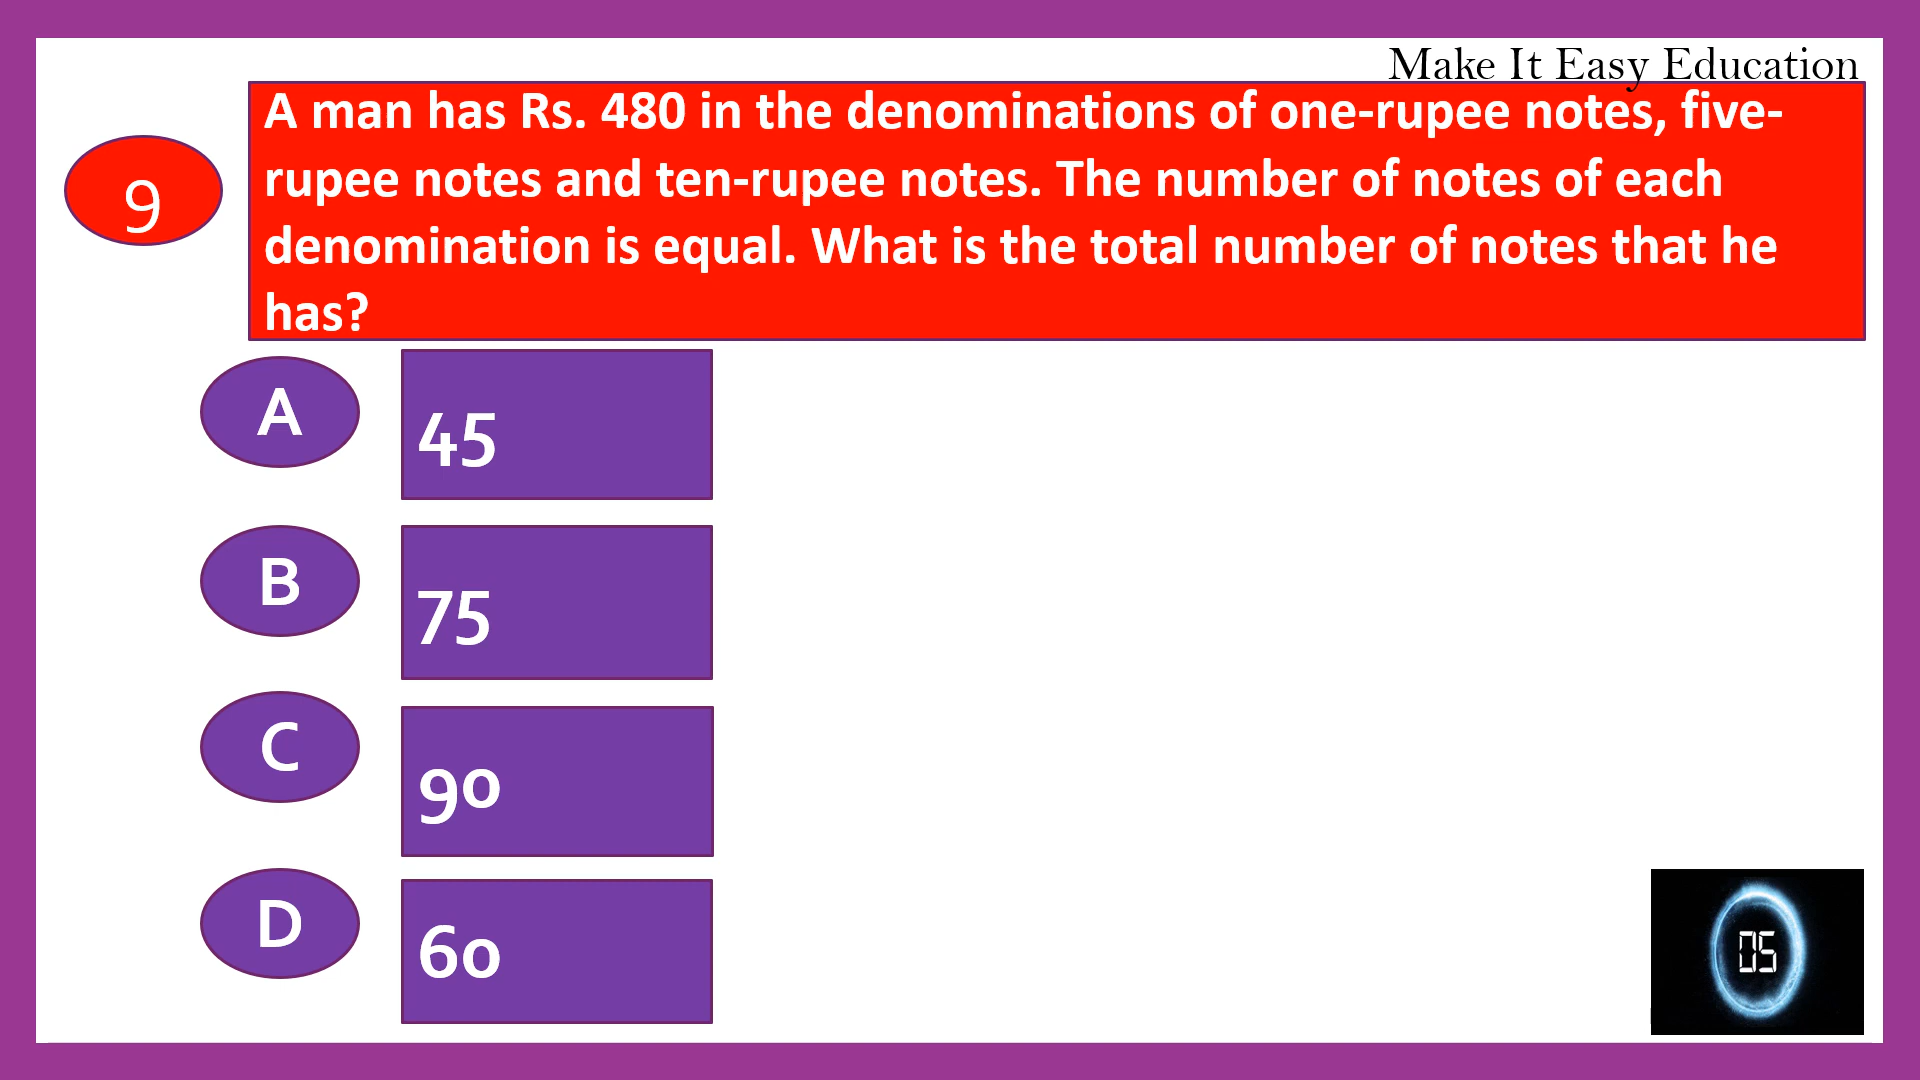 Make It Easy Education
9
A man has Rs. 480 in the denominations of one-rupee notes, five-
rupee notes and ten-rupee notes. The number of notes of each
denomination is equal. What is the total number of notes that he
has?
A
45
B
75
C
90
D
60
05